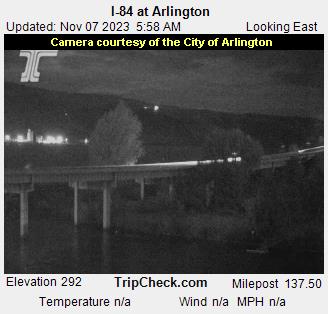 I-84 at Arlington
Updated: Nov 07 2023 5:58 AM Looking East
Camera courtesy of the City of Arlington
Elevation 292 TripCheck.com Milepost 137.50
Temperature n/a Wind n/a MPH n/a